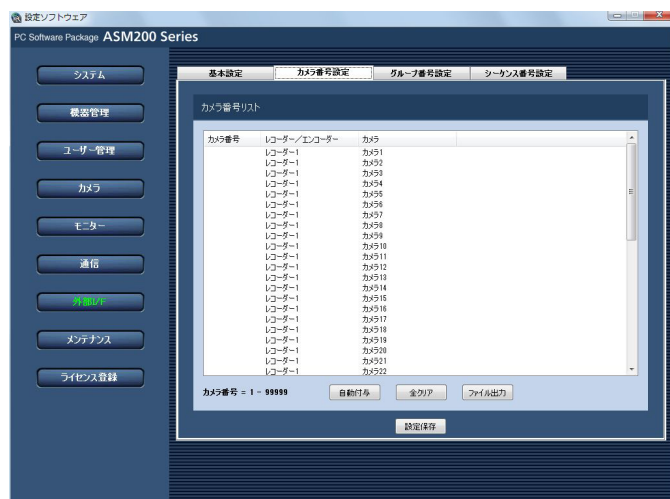 設定ソフトウェア
PC Software Package ASM200 Series
システム
機器管理
ユーザー管理
カメラ
モニター
通信
外部I/F
メンテナンス
ライセンス登録
基本設定 カメラ番号設定 グループ番号設定 シーケンス番号設定
カメラ番号リスト
カメラ番号 レコーダー／エンコーダー カメラ
レコーダー1 カメラ1
レコーダー1 カメラ2
レコーダー1 カメラ3
レコーダー1 カメラ4
レコーダー1 カメラ5
レコーダー1 カメラ6
レコーダー1 カメラ7
レコーダー1 カメラ8
レコーダー1 カメラ9
レコーダー1 カメラ10
レコーダー1 カメラ11
レコーダー1 カメラ12
レコーダー1 カメラ13
レコーダー1 カメラ14
レコーダー1 カメラ15
レコーダー1 カメラ16
レコーダー1 カメラ17
レコーダー1 カメラ18
レコーダー1 カメラ19
レコーダー1 カメラ20
レコーダー1 カメラ21
レコーダー1 カメラ22
カメラ番号 = 1 - 99999 自動付与 全クリア ファイル出力
設定保存